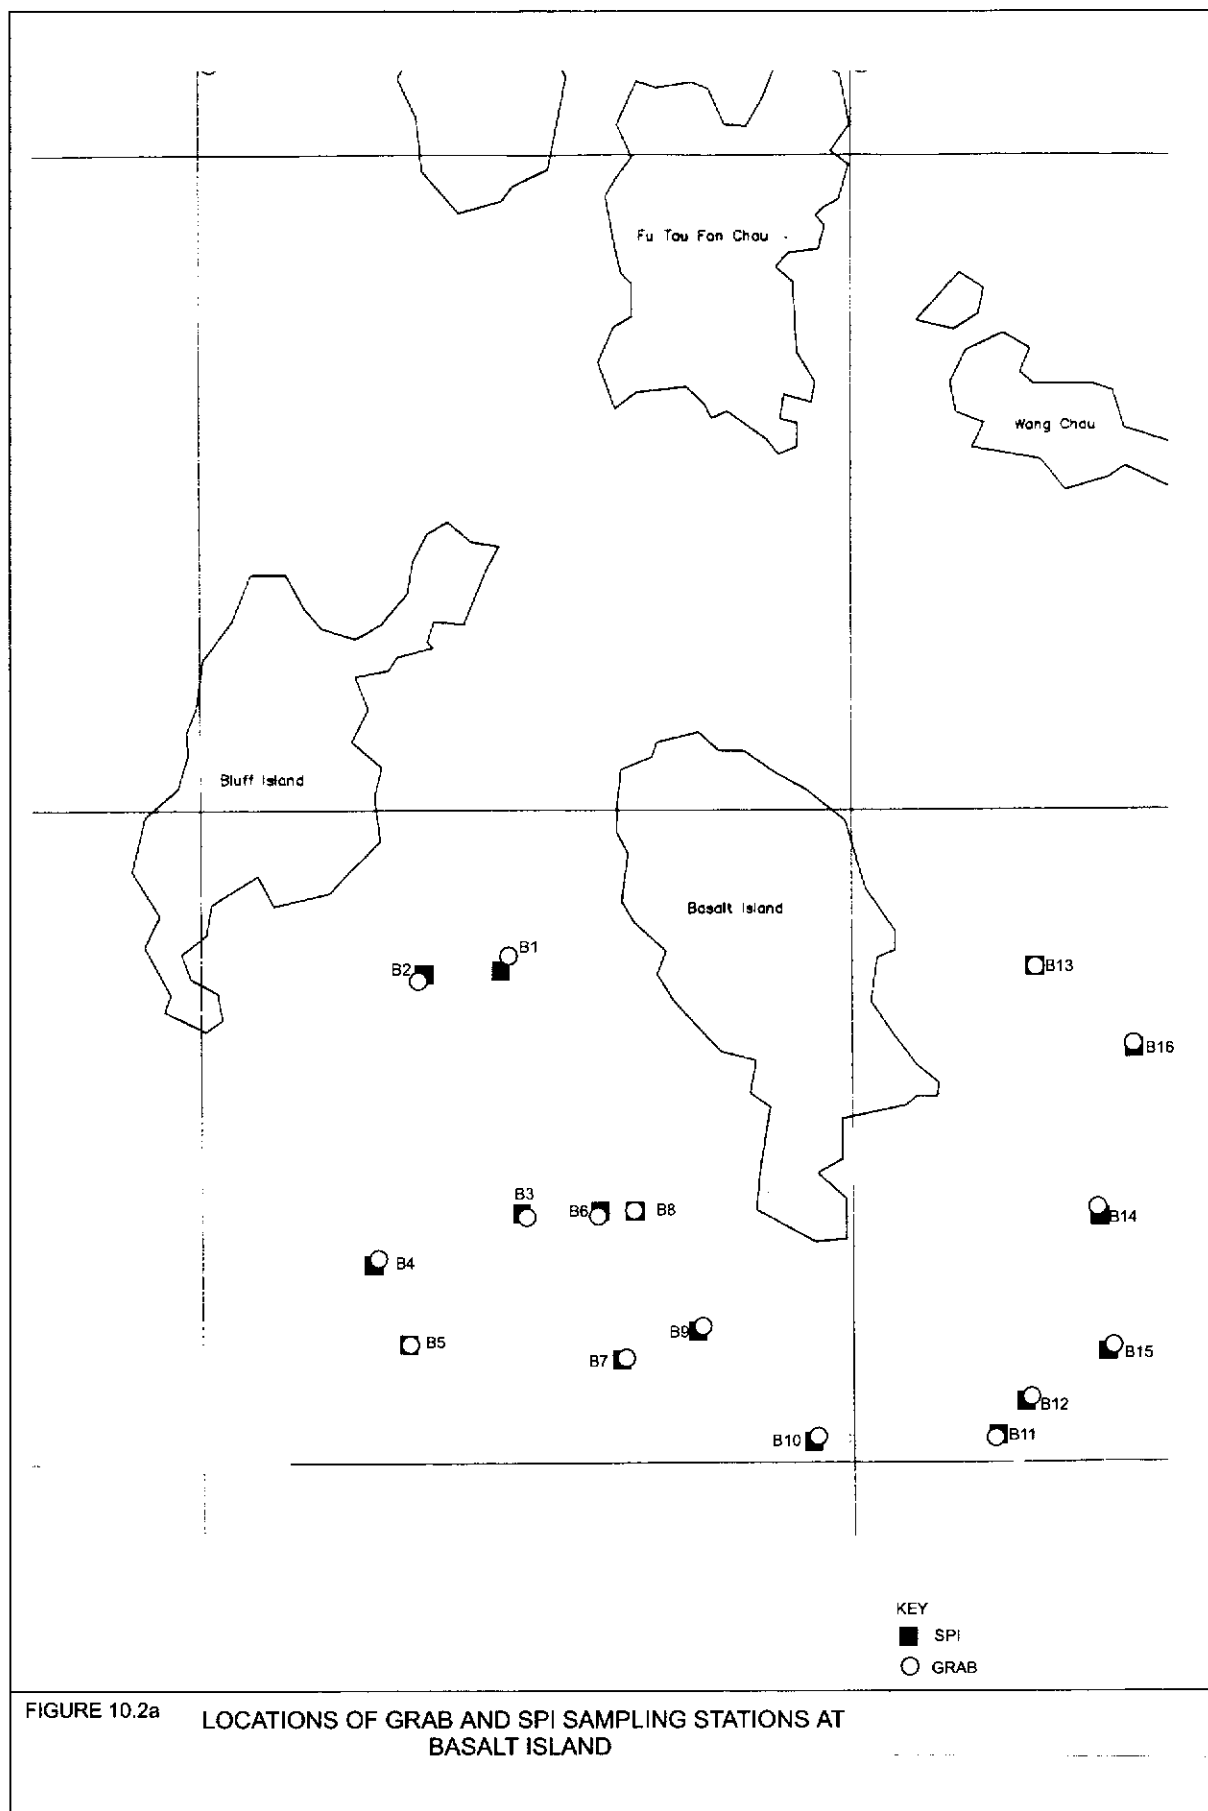 Fu Tau Fan Chau
Wang Chau
Bluff Island
Basalt Island
B1
B2
B13
B16
B3
B6
B8
B14
B4
B5
B9
B7
B15
B12
B10
B11
KEY
SPI
GRAB
FIGURE 10.2a
LOCATIONS OF GRAB AND SPI SAMPLING STATIONS AT
BASALT ISLAND